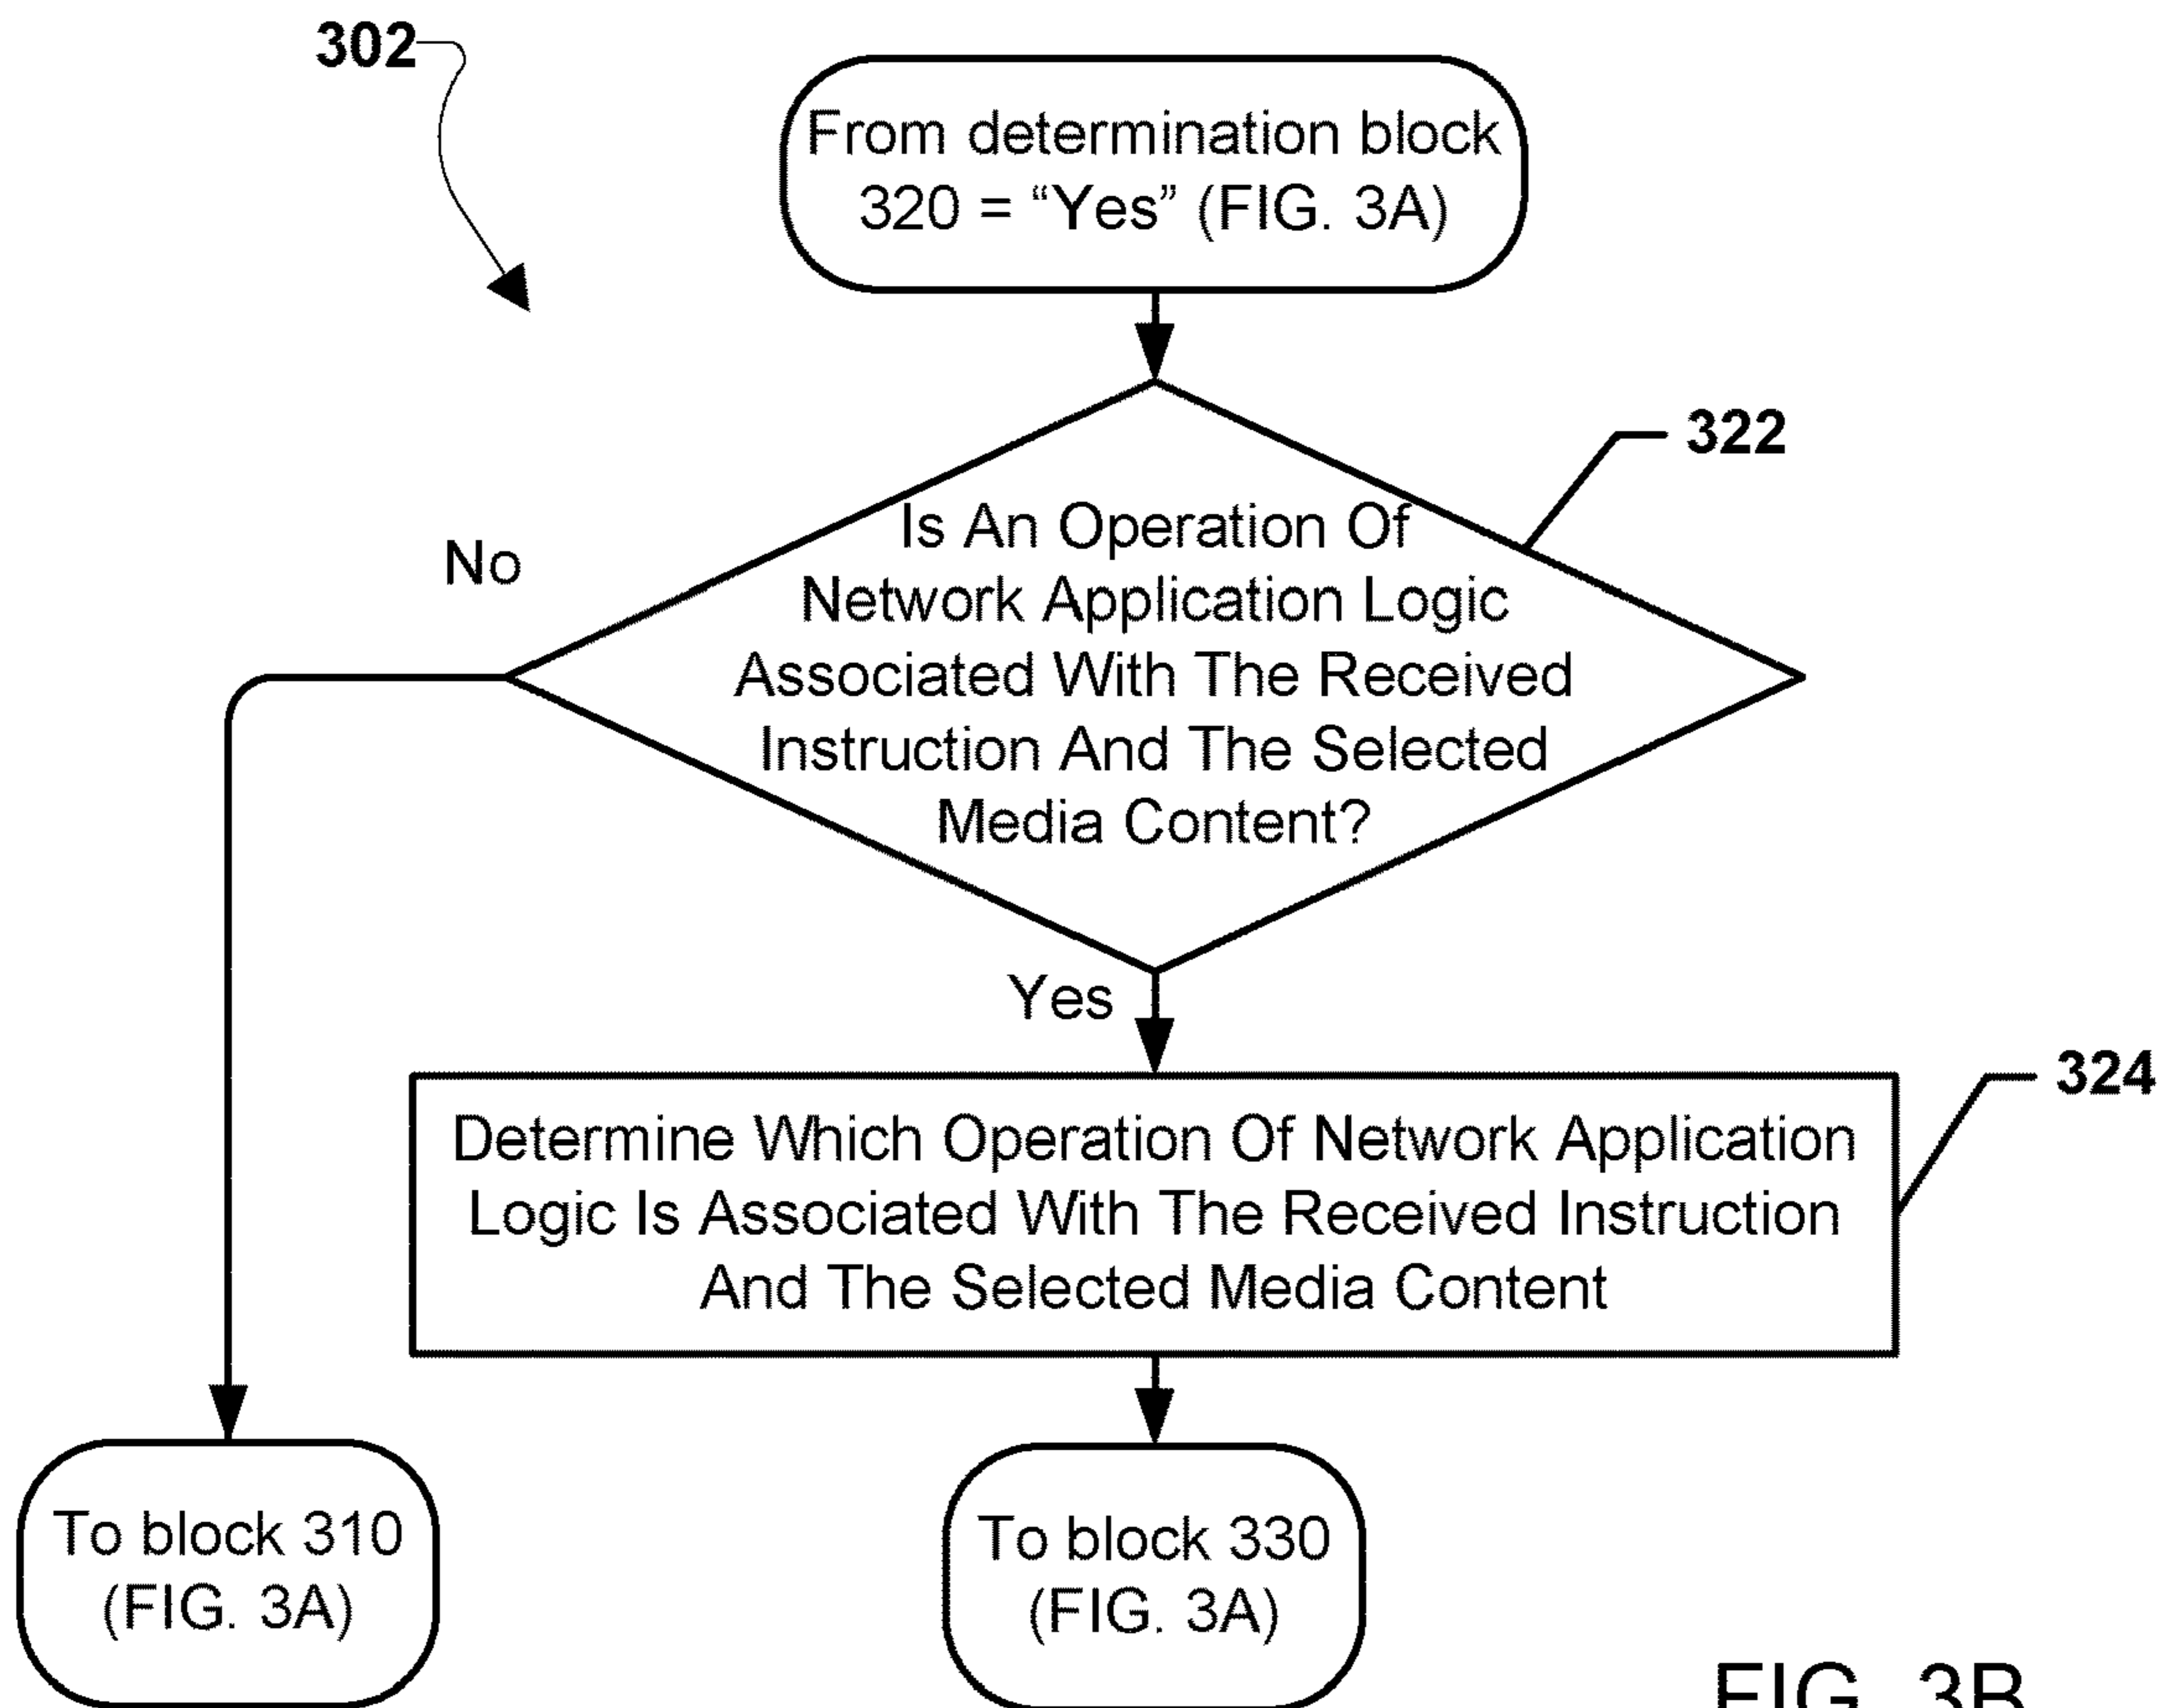 302
From determination block
320 = “Yes” (FIG. 3A)
322
Is An Operation Of
Network Application Logic
Associated With The Received
Instruction And The Selected
Media Content?
No
Yes
324
Determine Which Operation Of Network Application
Logic Is Associated With The Received Instruction
And The Selected Media Content
To block 310
(FIG. 3A)
To block 330
(FIG. 3A)
FIG. 3B